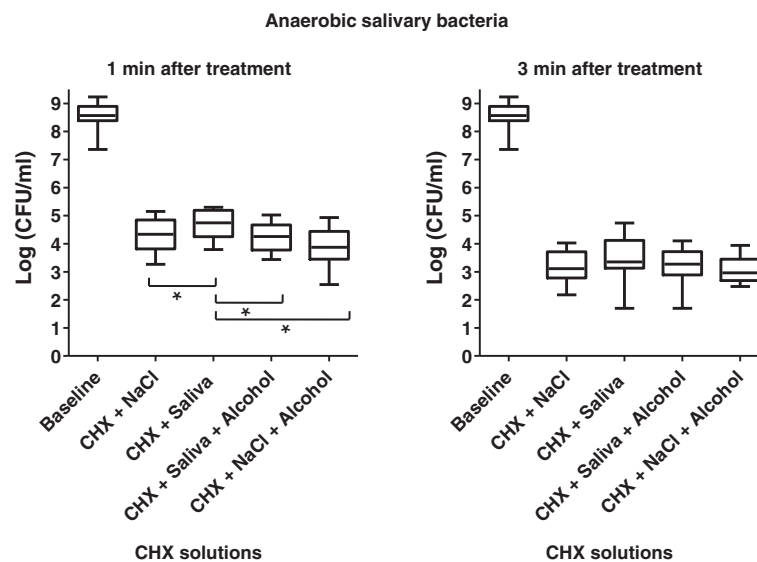 Anaerobic salivary bacteria
1 min after treatment
Log (CFU/ml)
9
8
7
6
5
4
3
2
1
0
*
*
*
Baseline
CHX + NaCl
CHX + Saliva
CHX + Saliva + Alcohol
CHX + NaCl + Alcohol
CHX solutions
3 min after treatment
Log (CFU/ml)
9
8
7
6
5
4
3
2
1
0
Baseline
CHX + NaCl
CHX + Saliva
CHX + Saliva + Alcohol
CHX + NaCl + Alcohol
CHX solutions